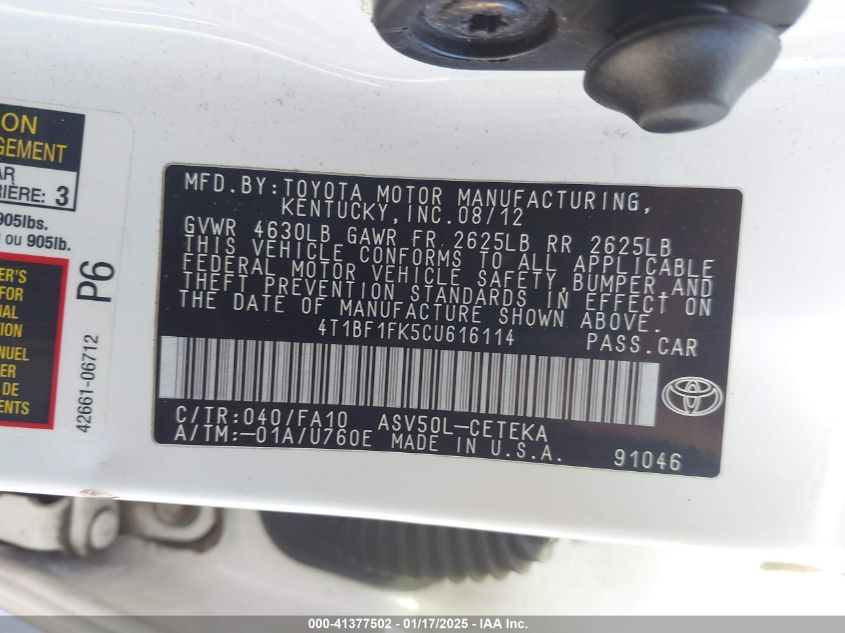 ON
GEMENT
AR
RIÈRE: 3
905lbs.
ou 905lb.
ER'S
FOR
NAL
TION
NUEL
ER
DE
MENTS
P6
42661-06712
MFD.BY:TOYOTA MOTOR MANUFACTURING,
KENTUCKY, INC.08/12
GVWR 4630LB GAWR FR 2625LB RR 2625LB
THIS VEHICLE CONFORMS TO ALL APPLICABLE
FEDERAL MOTOR VEHICLE SAFETY,BUMPER,AND
THEFT PREVENTION STANDARDS IN EFFECT ON
THE DATE OF MANUFACTURE SHOWN ABOVE.
4T1BF1FK5CU616114 PASS.CAR
C/TR:040/FA10 ASV50L-CETEKA
A/TM:-01A/U760E MADE IN U.S.A.
91046
TOYOTA
000-41377502 - 01/17/2025 - IAA Inc.